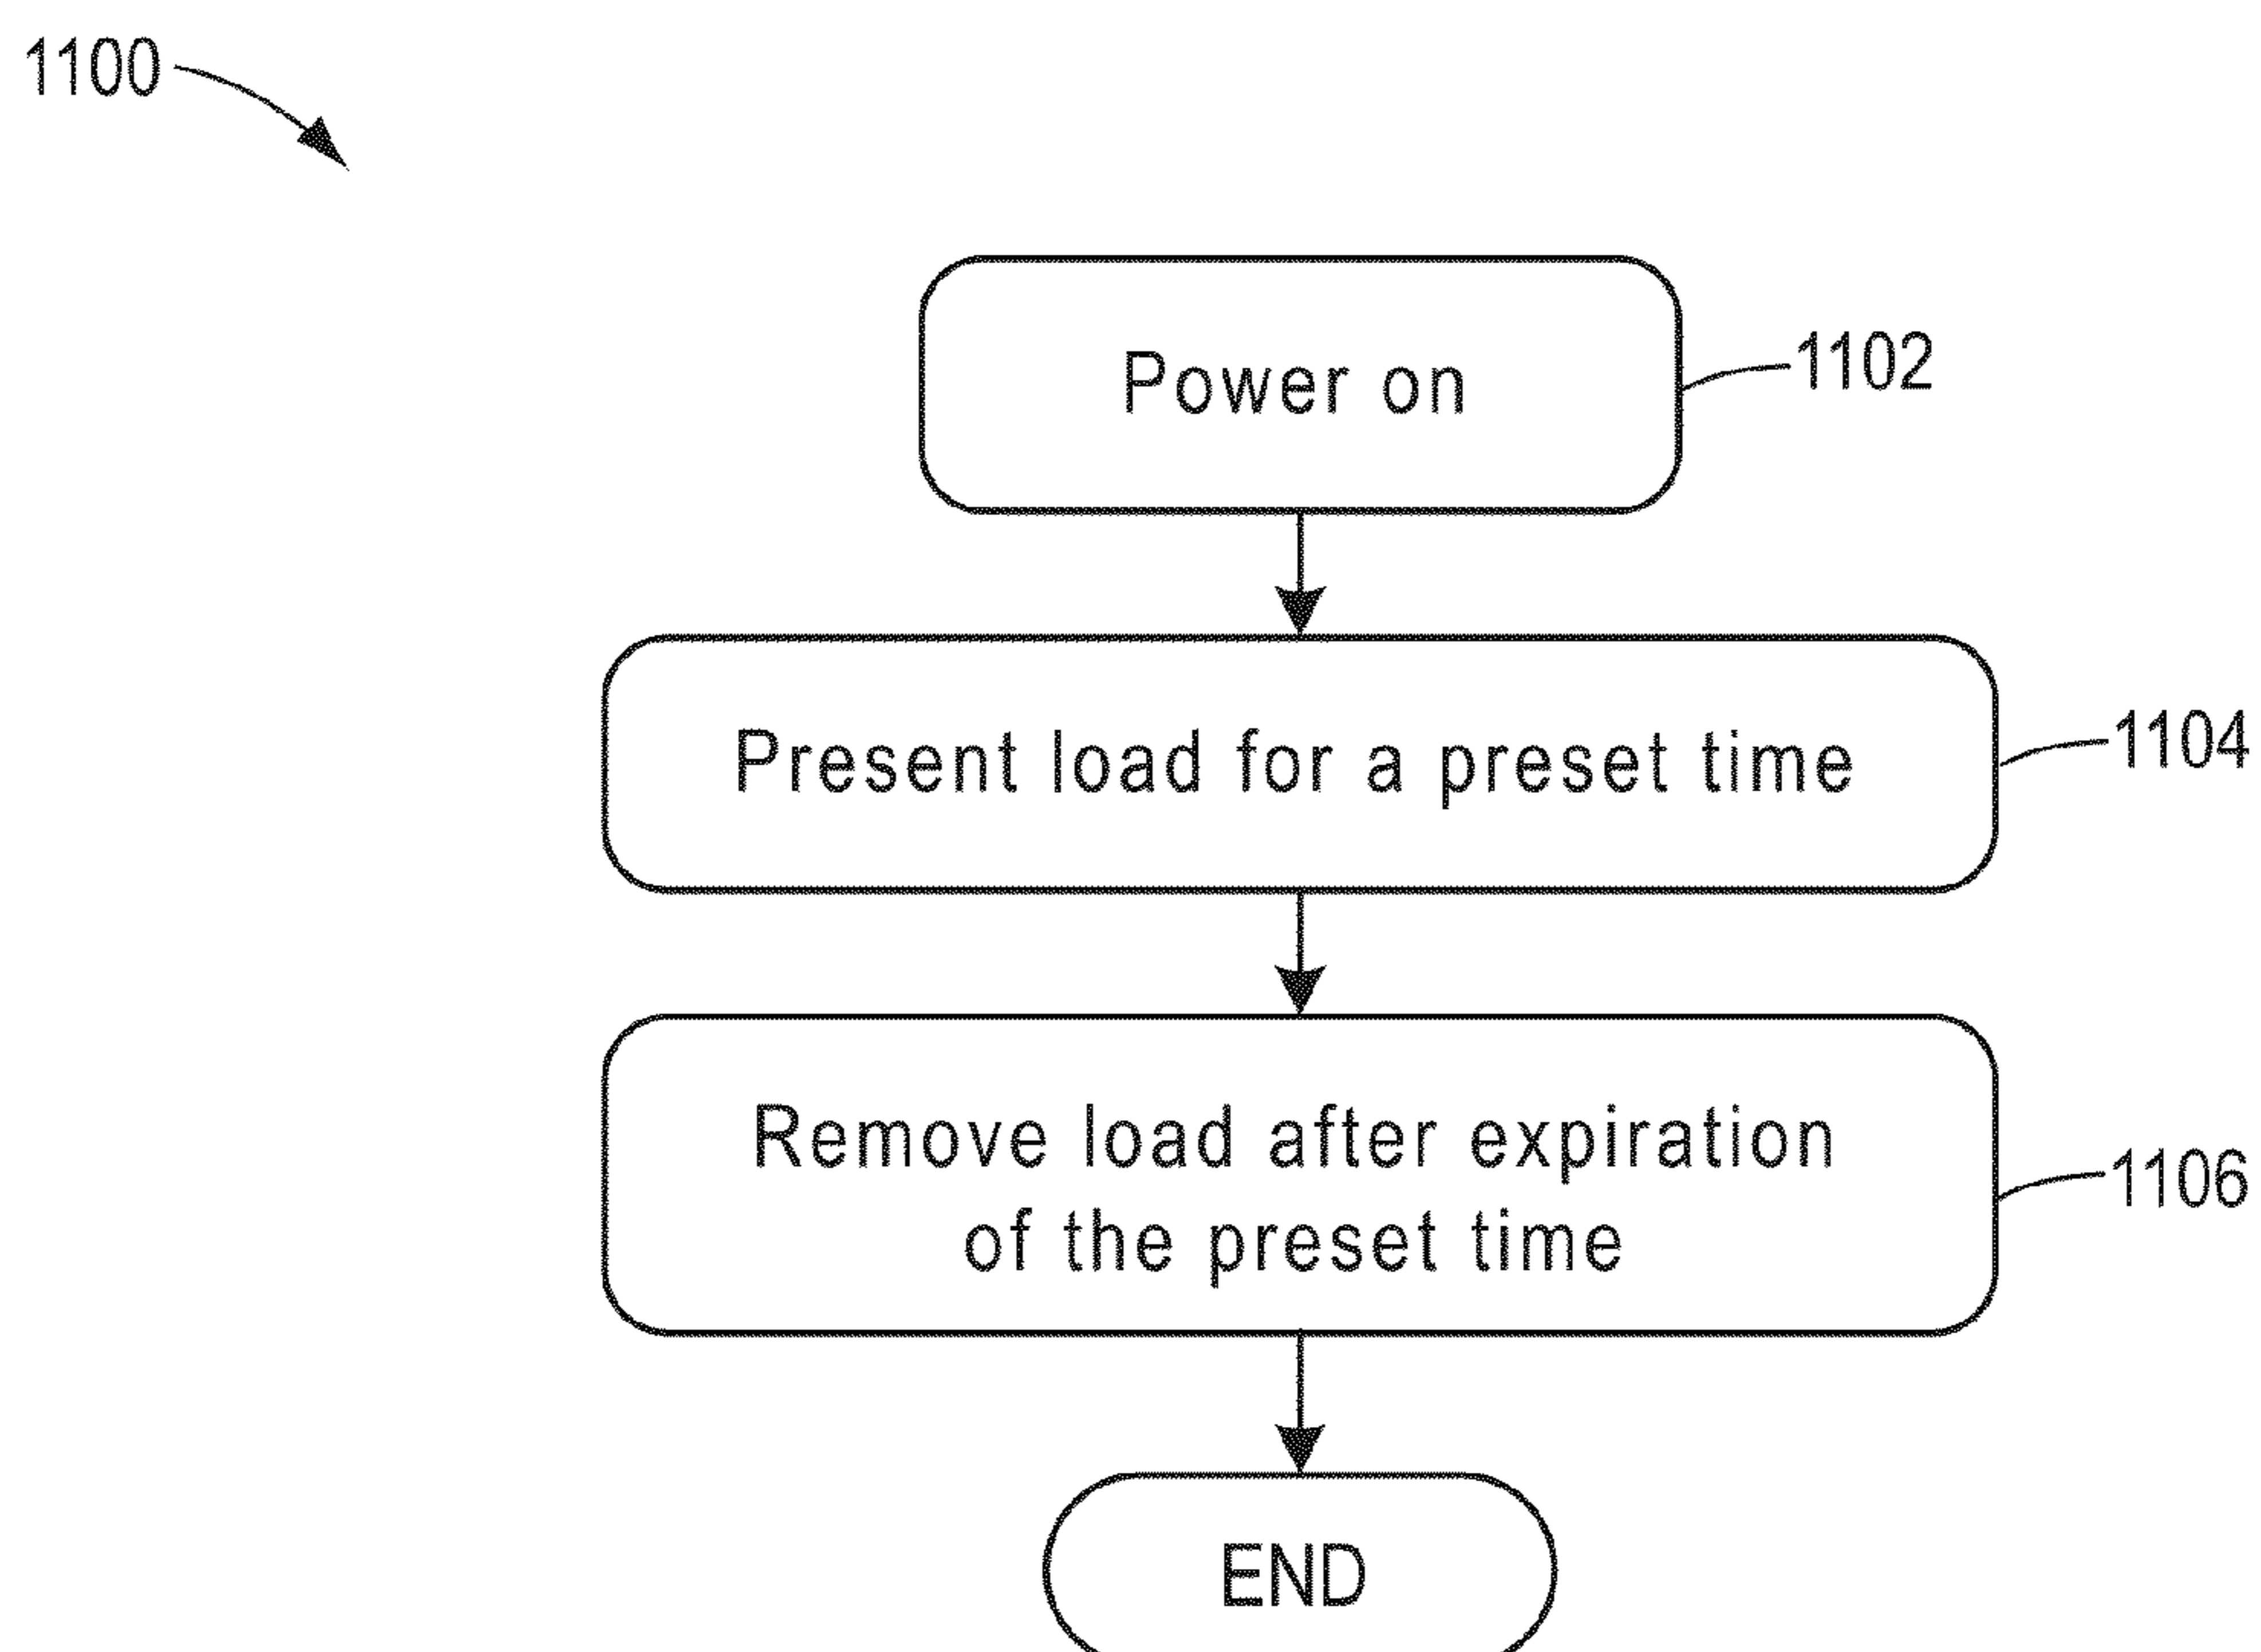 1100
Power on
1102
Present load for a preset time
1104
Remove load after expiration
of the preset time
1106
END